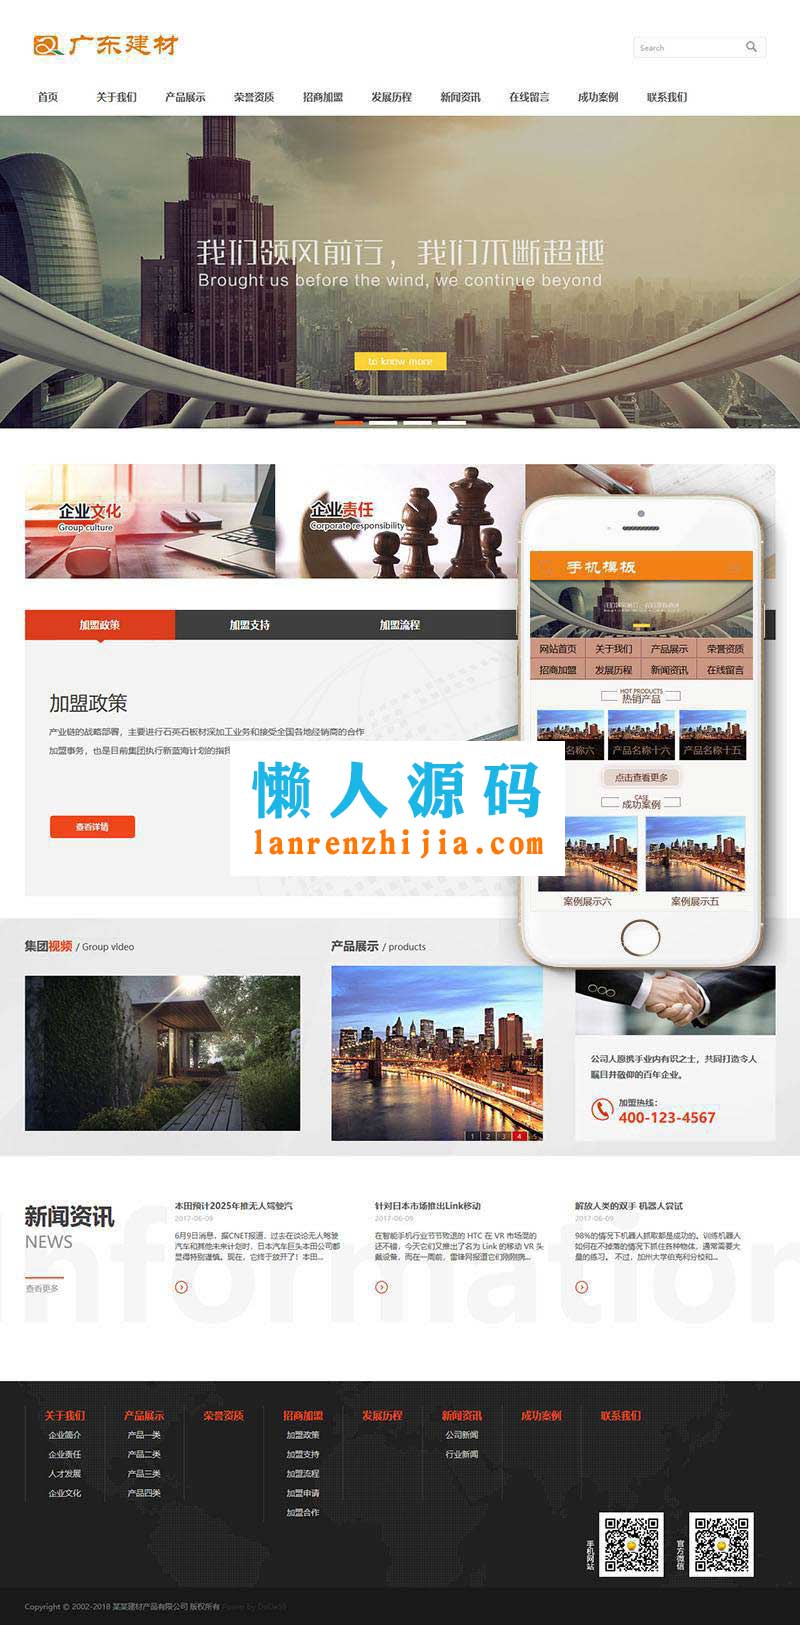 广东建材
Search
首页 关于我们 产品展示 荣誉资质 招商加盟 发展历程 新闻资讯 在线留言 成功案例 联系我们
我们领风前行，我们不断超越
Brought us before the wind, we continue beyond
to know more
企业文化
Group culture
企业责任
Corporate responsibility
加盟政策 加盟支持 加盟流程
加盟政策
产业链的战略部署，主要进行石英石板材深加工业务和接受全国各地经销商的合作
加盟事务，也是目前集团执行新蓝海计划的指挥
查看详情
手机模板
网站首页 关于我们 产品展示 荣誉资质
招商加盟 发展历程 新闻资讯 在线留言
HOT PRODUCTS
热销产品
名称六 产品名称十六 产品名称十五
点击查看更多
CASE
成功案例
案例展示六 案例展示五
懒人源码
lanrenzhijia.com
集团视频 / Group video
产品展示 / products
1 2 3 4 5
公司人愿携手业内有识之士，共同打造令人
瞩目并敬仰的百年企业。
加盟热线：
400-123-4567
Information
新闻资讯
NEWS
查看更多
本田预计2025年推无人驾驶汽
2017-06-09
6月9日消息，据CNET报道，过去在谈论无人驾驶
汽车和其他未来计划时，日本汽车巨头本田公司都
显得特别谨慎。现在，它终于放开了！本田...
针对日本市场推出Link移动
2017-06-09
在智能手机行业节节败退的 HTC 在 VR 市场混的
还不错，今天它们又推出了名为 Link 的移动 VR 头
戴设备，而在一周前，雷锋网报道它们刚刚病...
解放人类的双手 机器人尝试
2017-06-09
98%的情况下机器人抓取都是成功的。训练机器人
如何在不掉落的情况下抓住各种物体，通常需要大
量的练习。 不过，加州大学伯克利分校和...
关于我们 产品展示 荣誉资质 招商加盟 发展历程 新闻资讯 成功案例 联系我们
企业简介 产品一类 加盟政策 公司新闻
企业责任 产品二类 加盟支持 行业新闻
人才发展 产品三类 加盟流程
企业文化 产品四类 加盟申请
加盟合作
手机网站
官方微信
Copyright © 2002-2018 某某建材产品有限公司 版权所有